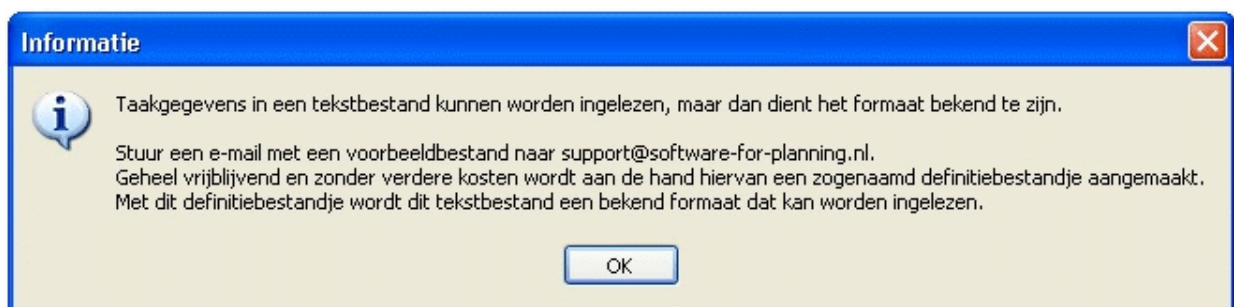 Informatie
Taakgegevens in een tekstbestand kunnen worden ingelezen, maar dan dient het formaat bekend te zijn.
Stuur een e-mail met een voorbeeldbestand naar support@software-for-planning.nl.
Geheel vrijblijvend en zonder verdere kosten wordt aan de hand hiervan een zogenaamd definitiebestandje aangemaakt.
Met dit definitiebestandje wordt dit tekstbestand een bekend formaat dat kan worden ingelezen.
OK